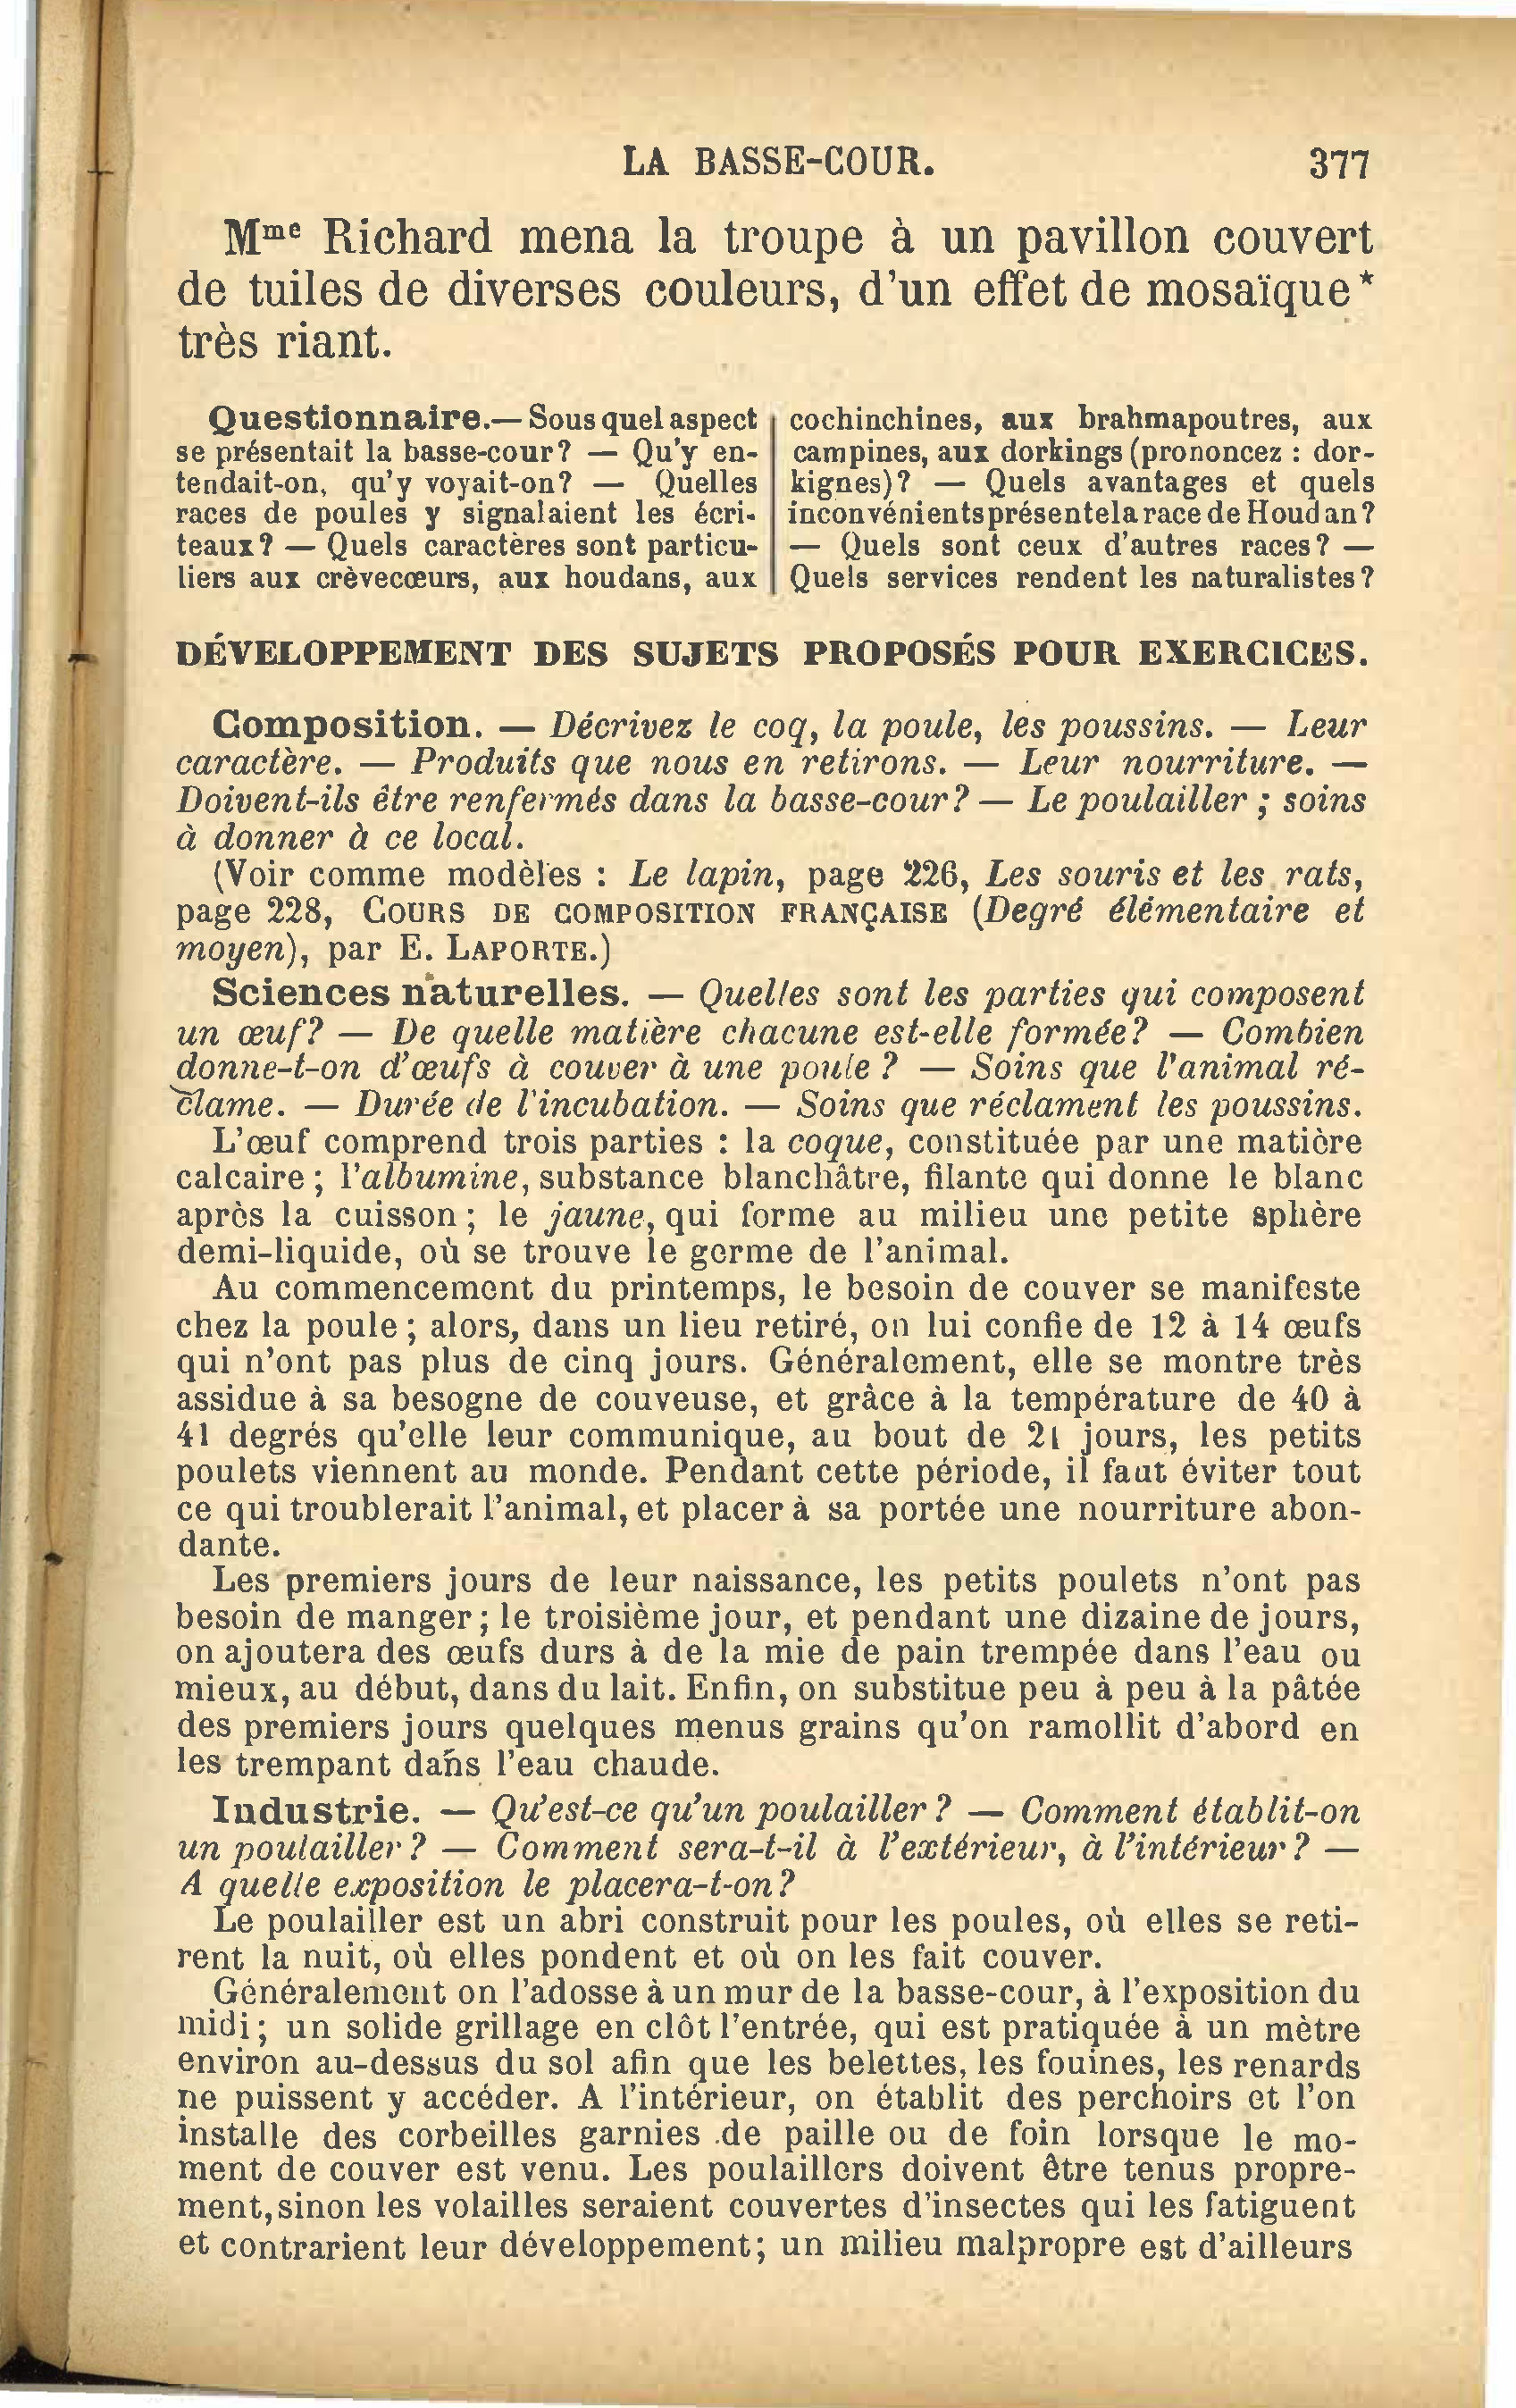 LA BASSE-COUR.
377
Mme Richard mena la troupe à un pavillon couvert
de tuiles de diverses couleurs, d'un effet de mosaïque*
très riant.
Questionnaire.— Sous quel aspect
se présentait la basse-cour? — Qu'y en-
tendait-on, qu'y voyait-on? — Quelles
races de poules y signalaient les écri-
teaux? — Quels caractères sont particu-
liers aux crèvecœurs, aux houdans, aux
cochinchines, aux brahmapoutres, aux
campines, aux dorkings (prononcez : dor-
kignes)? — Quels avantages et quels
inconvénients présente la race de Houdan?
— Quels sont ceux d'autres races? —
Quels services rendent les naturalistes?
DÉVELOPPEMENT DES SUJETS PROPOSÉS POUR EXERCICES.
Composition. — Décrivez le coq, la poule, les poussins. — Leur
caractère. — Produits que nous en retirons. — Leur nourriture. —
Doivent-ils être renfermés dans la basse-cour? — Le poulailler ; soins
à donner à ce local.
(Voir comme modèles : Le lapin, page 226, Les souris et les rats,
page 228, COURS DE COMPOSITION FRANÇAISE (Degré élémentaire et
moyen), par E. LAPORTE.)
Sciences naturelles. — Quelles sont les parties qui composent
un œuf? — De quelle matière chacune est-elle formée? — Combien
donne-t-on d'œufs à couver à une poule ? — Soins que l'animal ré-
clame. — Durée de l'incubation. — Soins que réclament les poussins.
L'œuf comprend trois parties : la coque, constituée par une matière
calcaire ; l'albumine, substance blanchâtre, filante qui donne le blanc
après la cuisson ; le jaune, qui forme au milieu une petite sphère
demi-liquide, où se trouve le germe de l'animal.
Au commencement du printemps, le besoin de couver se manifeste
chez la poule ; alors, dans un lieu retiré, on lui confie de 12 à 14 œufs
qui n'ont pas plus de cinq jours. Généralement, elle se montre très
assidue à sa besogne de couveuse, et grâce à la température de 40 à
41 degrés qu'elle leur communique, au bout de 21 jours, les petits
poulets viennent au monde. Pendant cette période, il faut éviter tout
ce qui troublerait l'animal, et placer à sa portée une nourriture abon-
dante.
Les premiers jours de leur naissance, les petits poulets n'ont pas
besoin de manger ; le troisième jour, et pendant une dizaine de jours,
on ajoutera des œufs durs à de la mie de pain trempée dans l'eau ou
mieux, au début, dans du lait. Enfin, on substitue peu à peu à la pâtée
des premiers jours quelques menus grains qu'on ramollit d'abord en
les trempant dans l'eau chaude.
Industrie. — Qu'est-ce qu'un poulailler ? — Comment établit-on
un poulailler ? — Comment sera-t-il à l'extérieur, à l'intérieur ? —
A quelle exposition le placera-t-on ?
Le poulailler est un abri construit pour les poules, où elles se reti-
rent la nuit, où elles pondent et où on les fait couver.
Généralement on l'adosse à un mur de la basse-cour, à l'exposition du
midi ; un solide grillage en clôt l'entrée, qui est pratiquée à un mètre
environ au-dessus du sol afin que les belettes, les fouines, les renards
ne puissent y accéder. A l'intérieur, on établit des perchoirs et l'on
installe des corbeilles garnies de paille ou de foin lorsque le mo-
ment de couver est venu. Les poulaillers doivent être tenus propre-
ment, sinon les volailles seraient couvertes d'insectes qui les fatiguent
et contrarient leur développement ; un milieu malpropre est d'ailleurs